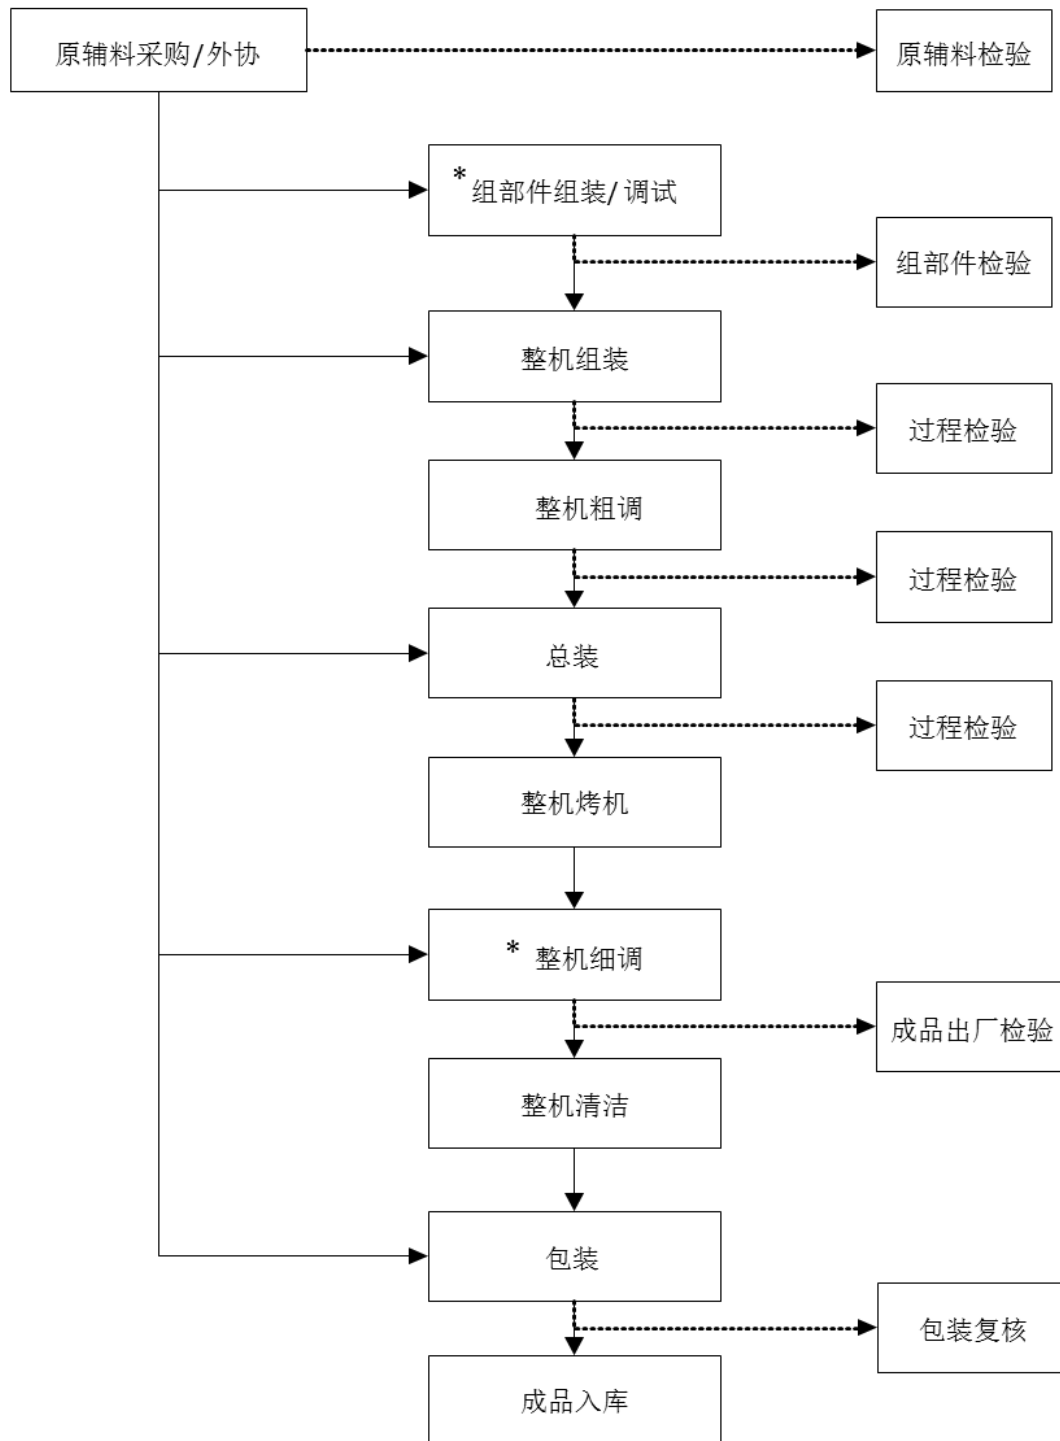 原辅料采购/外协
原辅料检验
*组部件组装/调试
组部件检验
整机组装
过程检验
整机粗调
过程检验
总装
过程检验
整机烤机
* 整机细调
成品出厂检验
整机清洁
包装
包装复核
成品入库